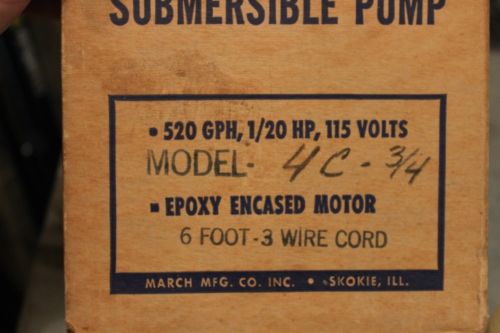 SUBMERSIBLE PUMP
▪ 520 GPH, 1/20 HP, 115 VOLTS
MODEL- 4C-3/4
▪ EPOXY ENCASED MOTOR
6 FOOT-3 WIRE CORD
MARCH MFG. CO. INC. • SKOKIE, ILL.